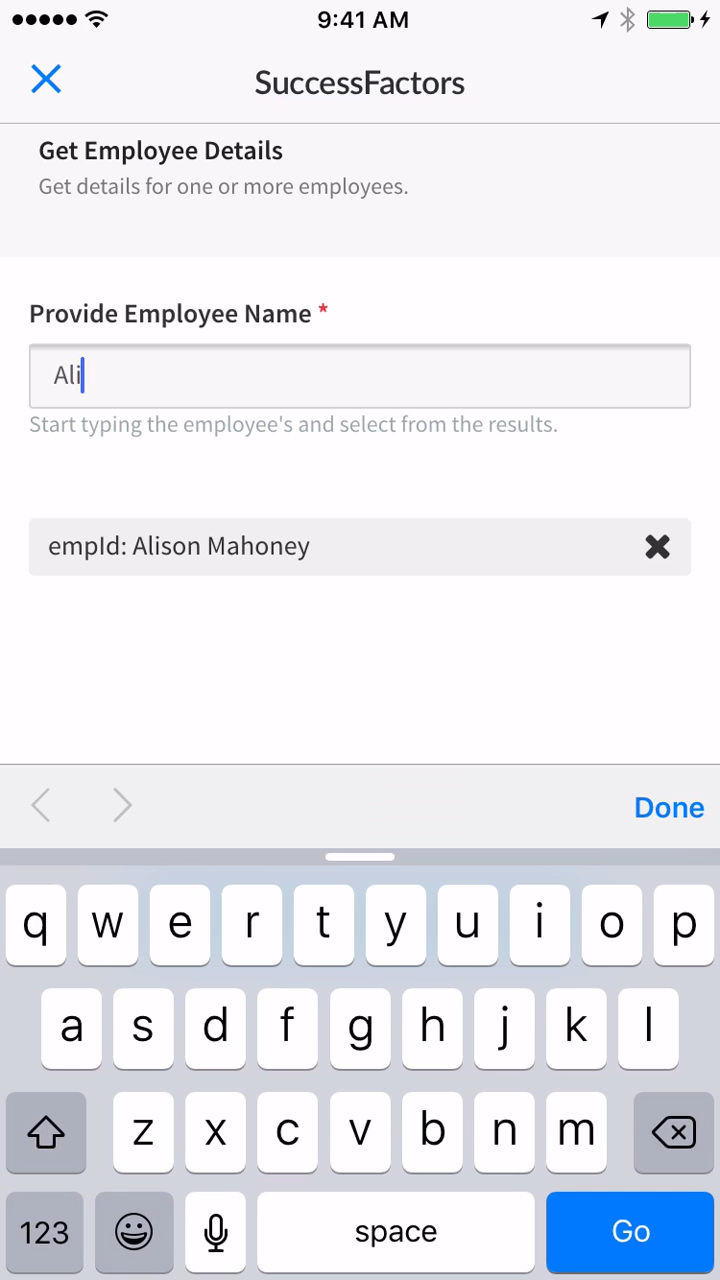 9:41 AM
SuccessFactors
Get Employee Details
Get details for one or more employees.
Provide Employee Name *
Ali
Start typing the employee's and select from the results.
empId: Alison Mahoney
Done
q w e r t y u i o p
a s d f g h j k l
z x c v b n m
123 space Go